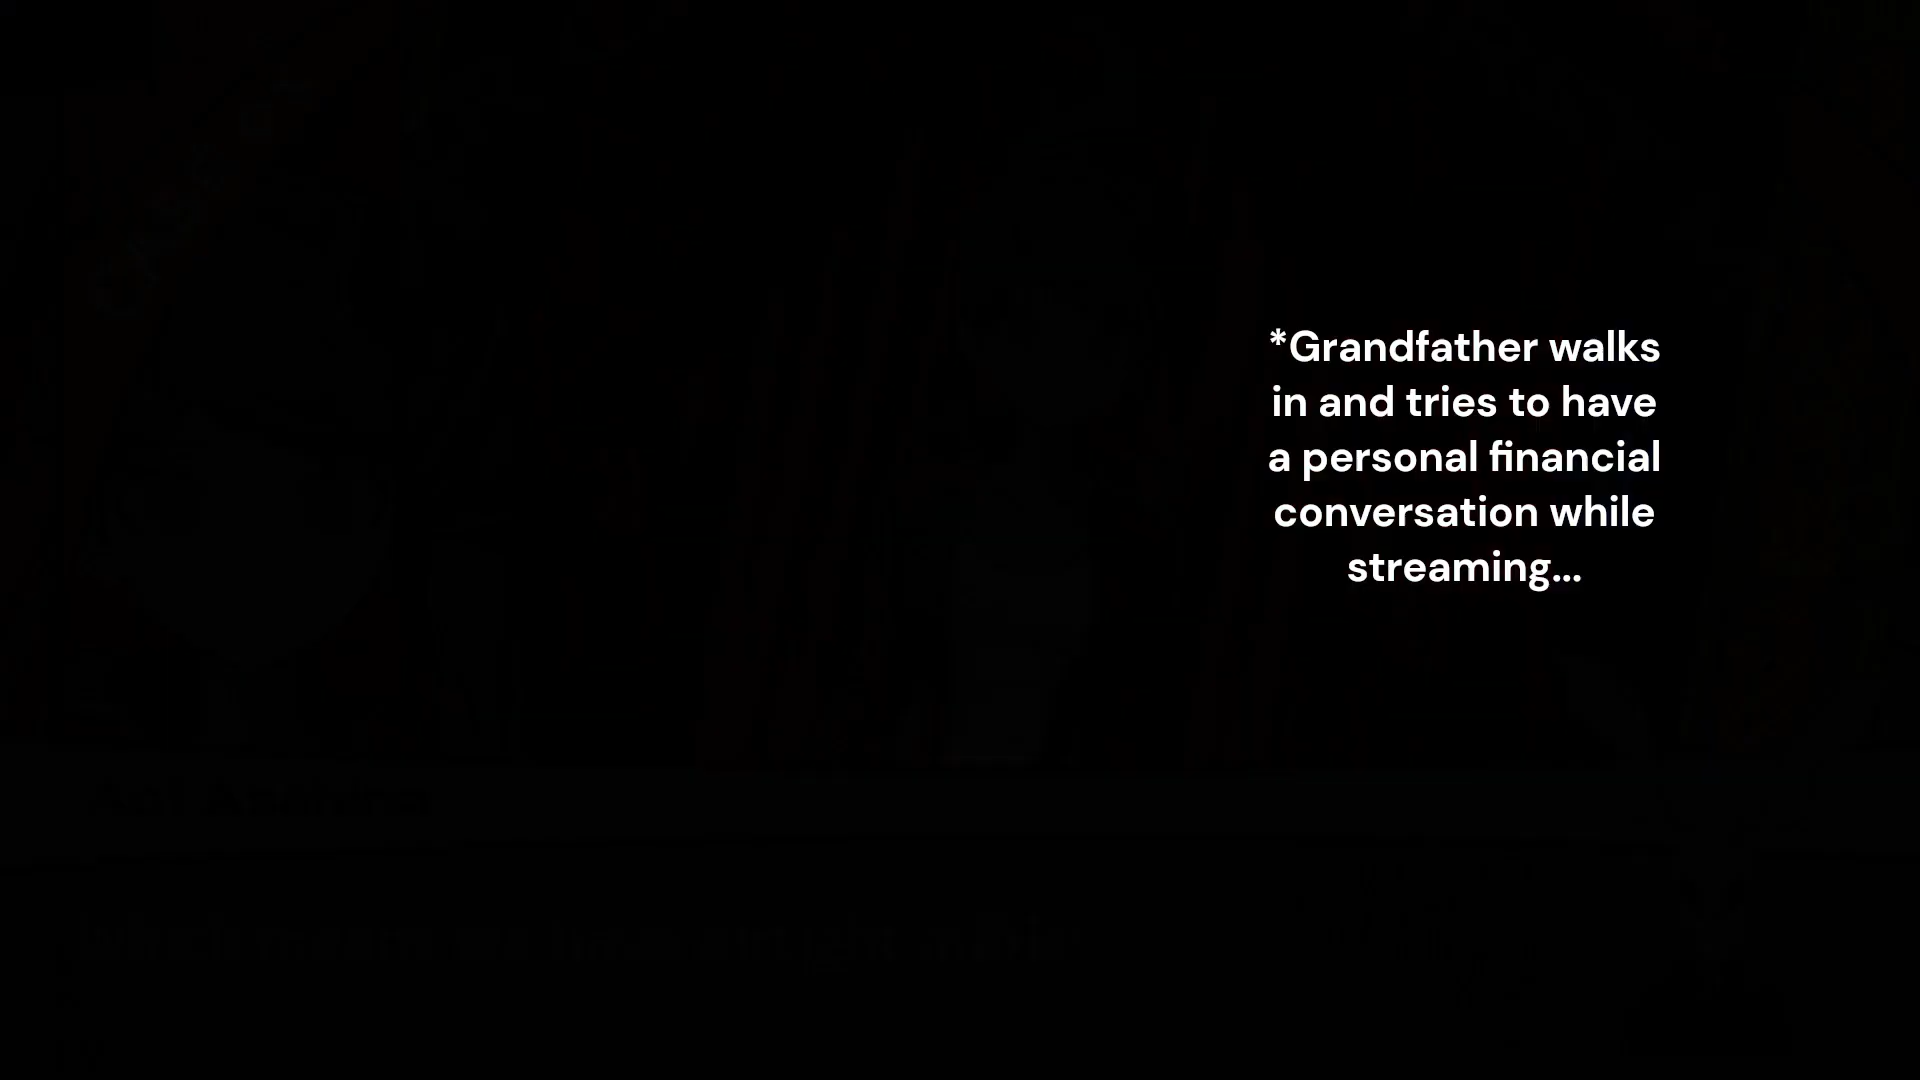 *Grandfather walks
in and tries to have
a personal financial
conversation while
streaming...